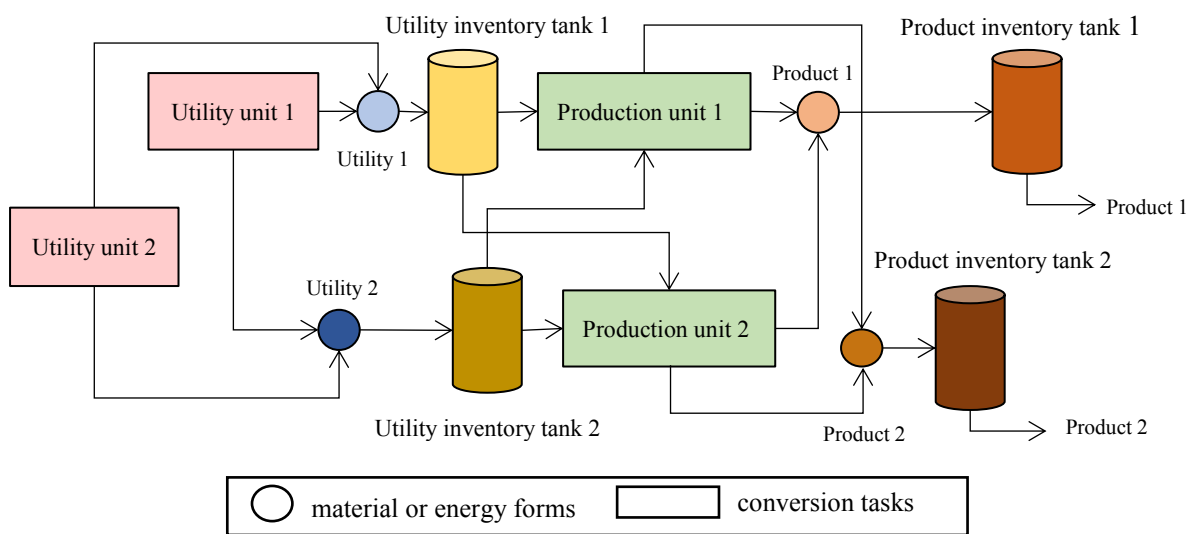 Utility inventory tank 1
Product inventory tank 1
Product 1
Utility unit 1
Production unit 1
Utility 1
Product 1
Utility unit 2
Product inventory tank 2
Utility 2
Production unit 2
Utility inventory tank 2
Product 2
Product 2
material or energy forms
conversion tasks